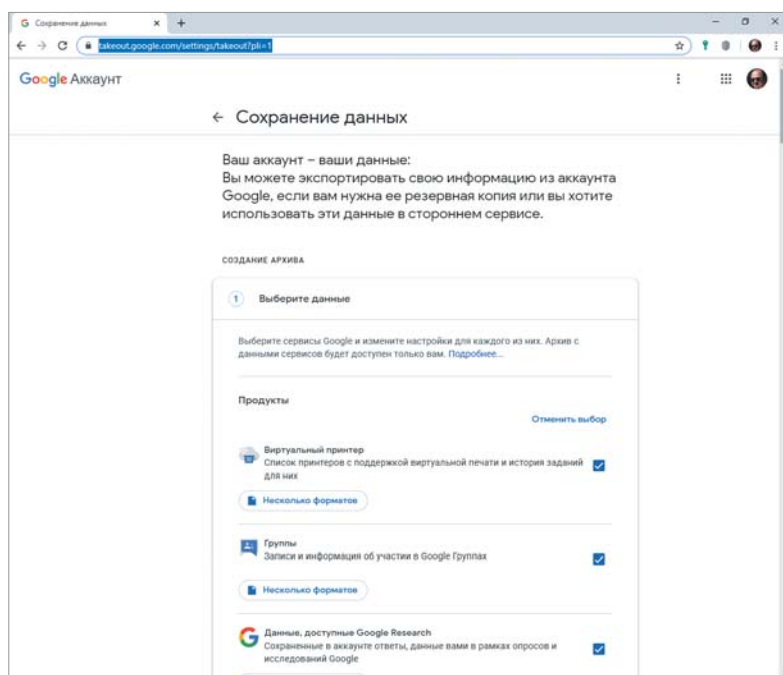 Сохранение данных
takeout.google.com/settings/takeout?pli=1
Google Аккаунт
Сохранение данных
Ваш аккаунт – ваши данные:
Вы можете экспортировать свою информацию из аккаунта
Google, если вам нужна ее резервная копия или вы хотите
использовать эти данные в стороннем сервисе.
СОЗДАНИЕ АРХИВА
1 Выберите данные
Выберите сервисы Google и измените настройки для каждого из них. Архив с
данными сервисов будет доступен только вам. Подробнее...
Продукты
Отменить выбор
Виртуальный принтер
Список принтеров с поддержкой виртуальной печати и история заданий
для них
Несколько форматов
Группы
Записи и информация об участии в Google Группах
Несколько форматов
Данные, доступные Google Research
Сохраненные в аккаунте ответы, данные вами в рамках опросов и
исследований Google